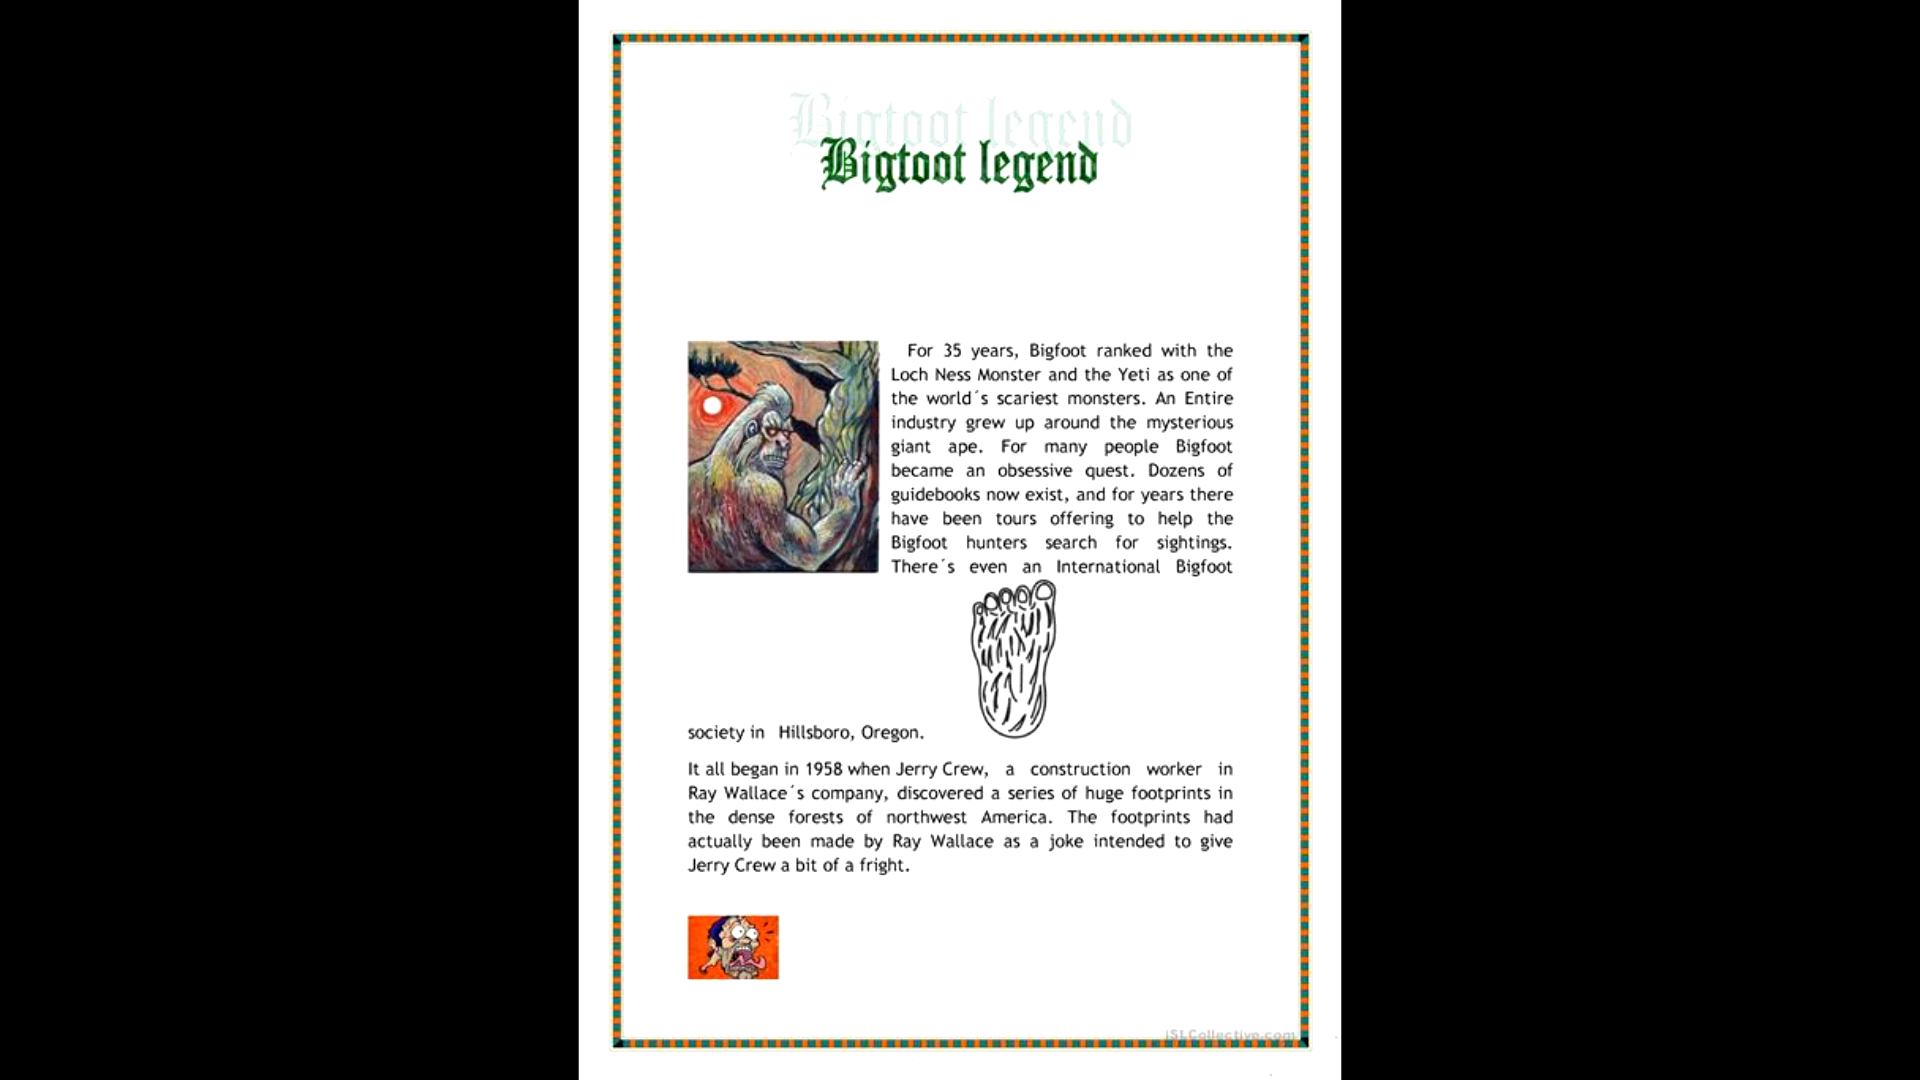 Bigtoot legend
Bigtoot legend
For 35 years, Bigfoot ranked with the
Loch Ness Monster and the Yeti as one of
the world´s scariest monsters. An Entire
industry grew up around the mysterious
giant ape. For many people Bigfoot
became an obsessive quest. Dozens of
guidebooks now exist, and for years there
have been tours offering to help the
Bigfoot hunters search for sightings.
There´s even an International Bigfoot
society in Hillsboro, Oregon.
It all began in 1958 when Jerry Crew, a construction worker in
Ray Wallace´s company, discovered a series of huge footprints in
the dense forests of northwest America. The footprints had
actually been made by Ray Wallace as a joke intended to give
Jerry Crew a bit of a fright.
iSLCollective.com